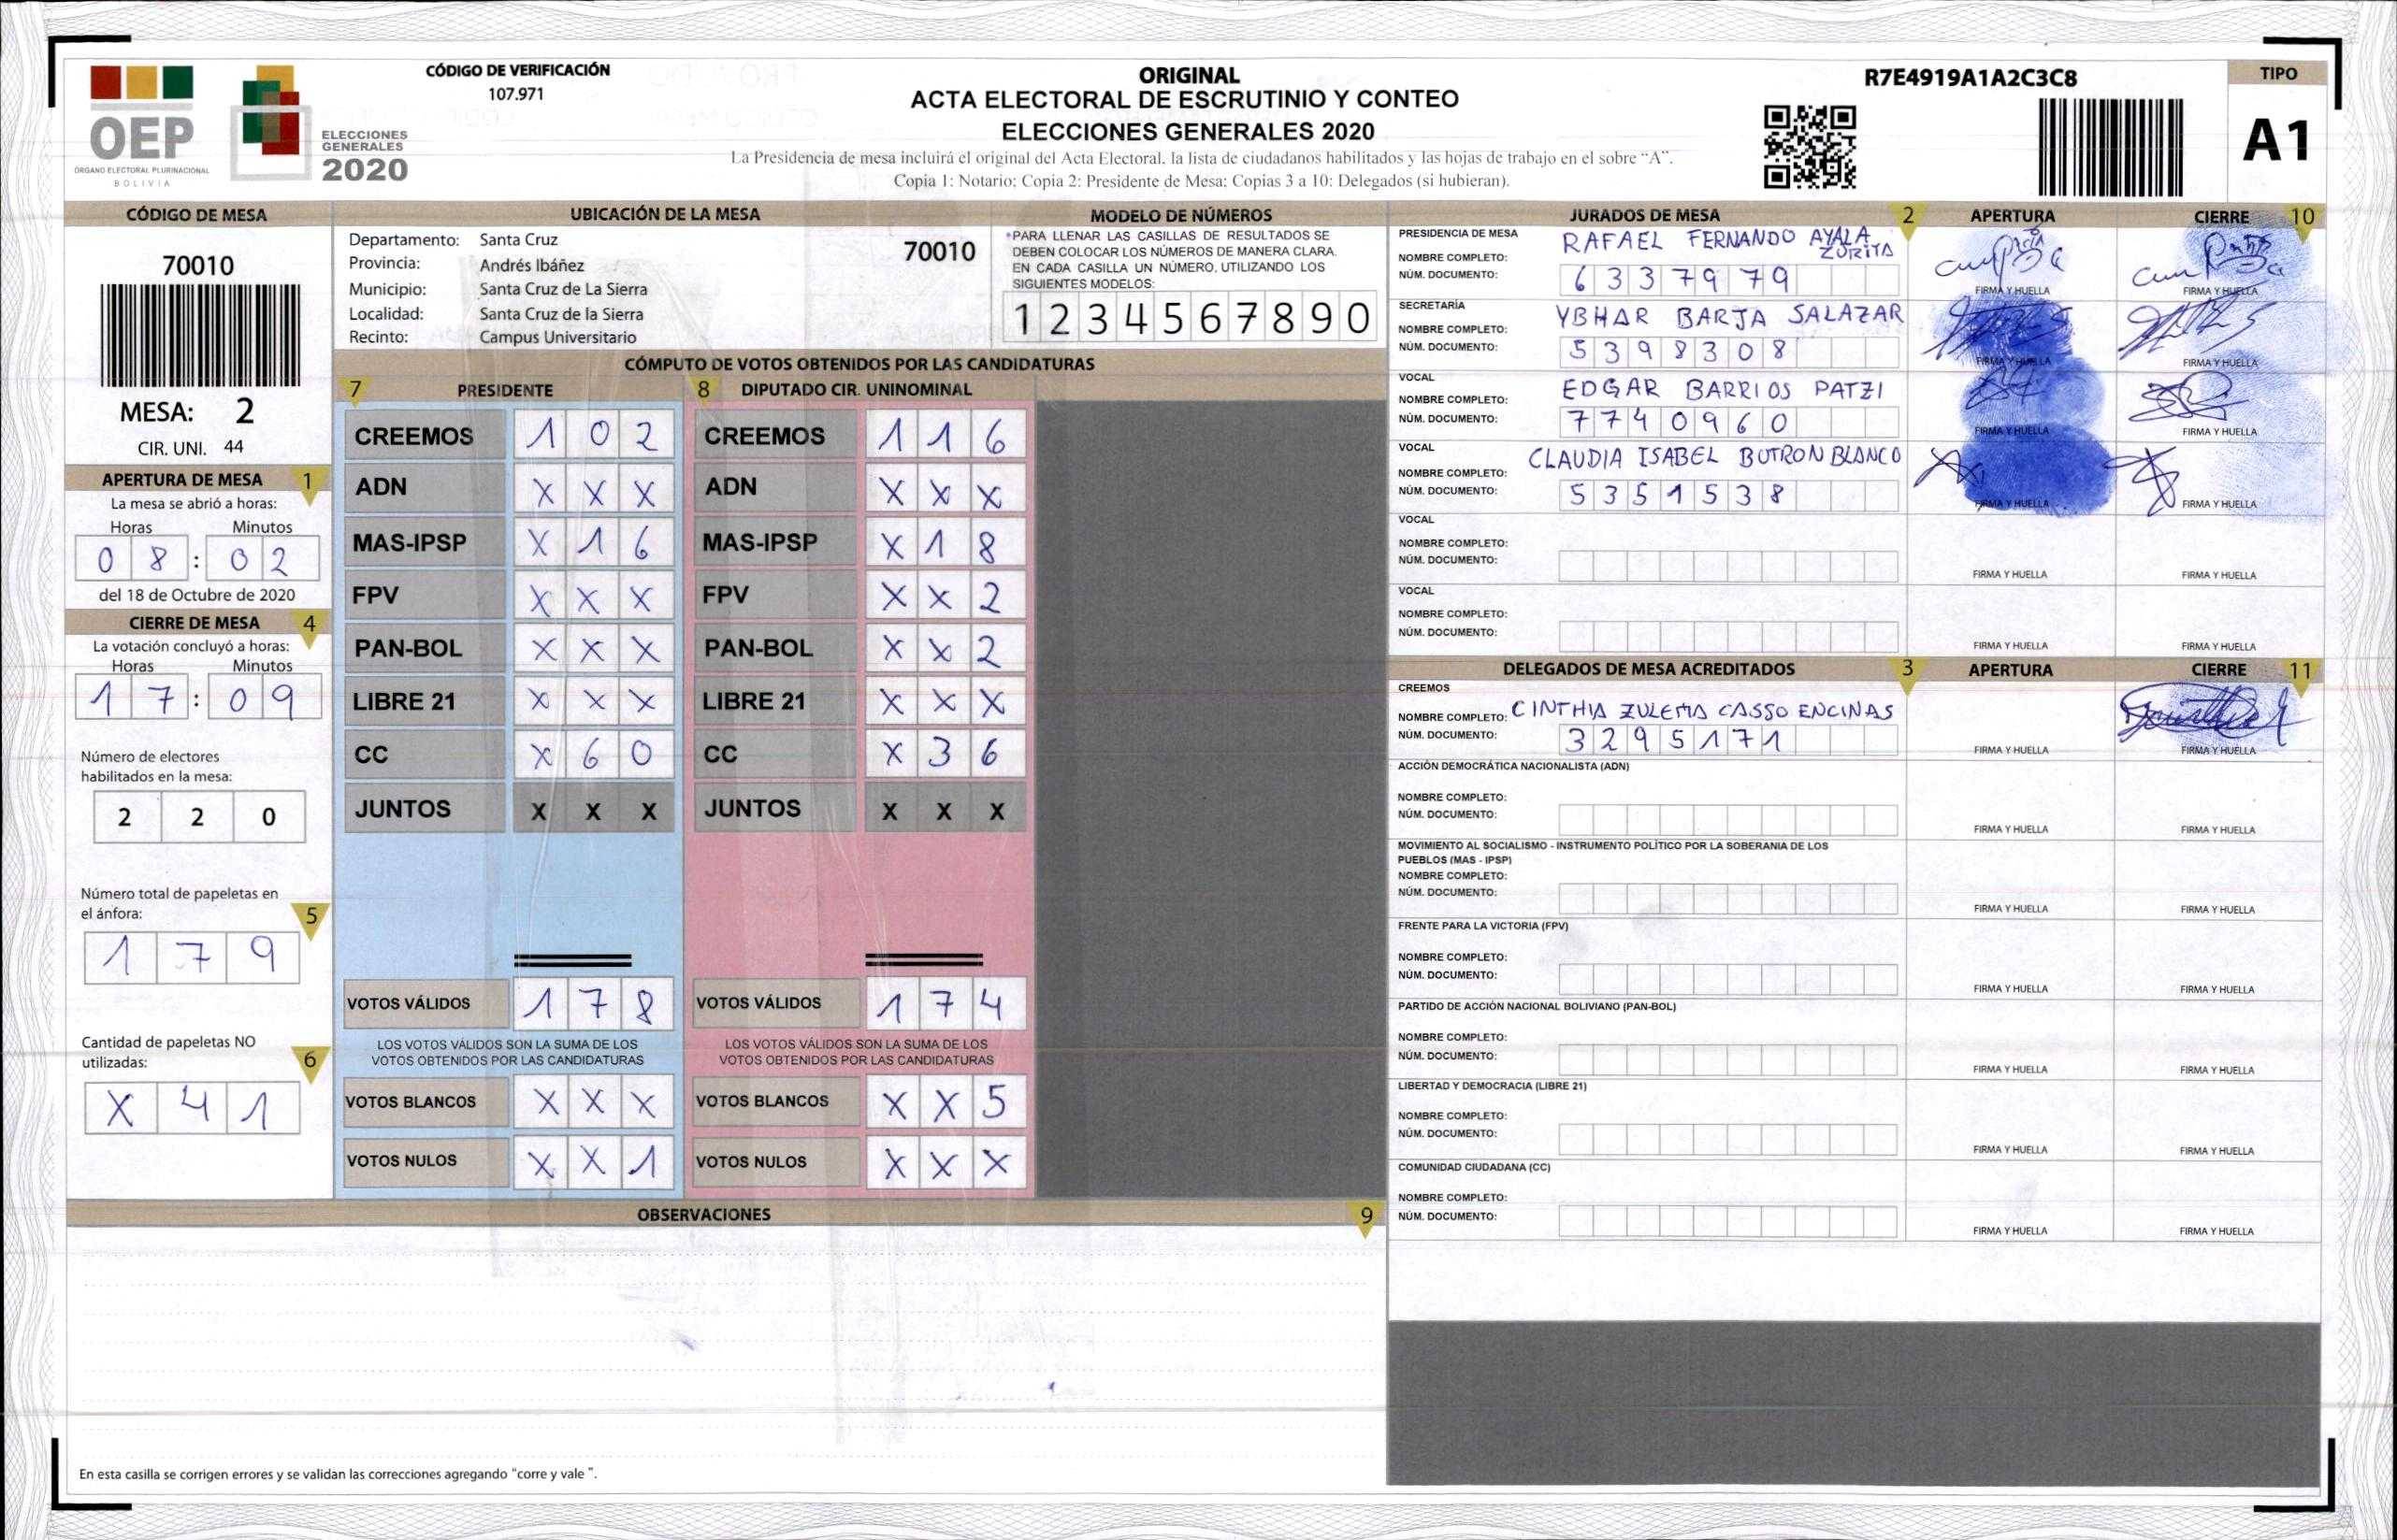 OEP
ÓRGANO ELECTORAL PLURINACIONAL
BOLIVIA
ELECCIONES
GENERALES
2020
CÓDIGO DE VERIFICACIÓN
107.971
ORIGINAL
ACTA ELECTORAL DE ESCRUTINIO Y CONTEO
ELECCIONES GENERALES 2020
La Presidencia de mesa incluirá el original del Acta Electoral, la lista de ciudadanos habilitados y las hojas de trabajo en el sobre "A".
Copia 1: Notario; Copia 2: Presidente de Mesa; Copias 3 a 10: Delegados (si hubieran).
R7E4919A1A2C3C8
TIPO
A1
CÓDIGO DE MESA
70010
MESA: 2
CIR. UNI. 44
APERTURA DE MESA 1
La mesa se abrió a horas:
Horas Minutos
0 8 : 0 2
del 18 de Octubre de 2020
CIERRE DE MESA 4
La votación concluyó a horas:
Horas Minutos
1 7 : 0 9
Número de electores
habilitados en la mesa:
2 2 0
Número total de papeletas en
el ánfora: 5
1 7 9
Cantidad de papeletas NO
utilizadas: 6
X 4 1
UBICACIÓN DE LA MESA
Departamento: Santa Cruz
Provincia: Andrés Ibáñez
Municipio: Santa Cruz de La Sierra
Localidad: Santa Cruz de la Sierra
Recinto: Campus Universitario
70010
MODELO DE NÚMEROS
*PARA LLENAR LAS CASILLAS DE RESULTADOS SE
DEBEN COLOCAR LOS NÚMEROS DE MANERA CLARA.
EN CADA CASILLA UN NÚMERO, UTILIZANDO LOS
SIGUIENTES MODELOS:
1 2 3 4 5 6 7 8 9 0
CÓMPUTO DE VOTOS OBTENIDOS POR LAS CANDIDATURAS
7 PRESIDENTE
CREEMOS 1 0 2
ADN X X X
MAS-IPSP X 1 6
FPV X X X
PAN-BOL X X X
LIBRE 21 X X X
CC X 6 0
JUNTOS X X X
VOTOS VÁLIDOS 1 7 8
LOS VOTOS VÁLIDOS SON LA SUMA DE LOS
VOTOS OBTENIDOS POR LAS CANDIDATURAS
VOTOS BLANCOS X X X
VOTOS NULOS X X 1
8 DIPUTADO CIR. UNINOMINAL
CREEMOS 1 1 6
ADN X X X
MAS-IPSP X 1 8
FPV X X 2
PAN-BOL X X 2
LIBRE 21 X X X
CC X 3 6
JUNTOS X X X
VOTOS VÁLIDOS 1 7 4
LOS VOTOS VÁLIDOS SON LA SUMA DE LOS
VOTOS OBTENIDOS POR LAS CANDIDATURAS
VOTOS BLANCOS X X 5
VOTOS NULOS X X X
OBSERVACIONES 9
En esta casilla se corrigen errores y se validan las correcciones agregando "corre y vale ".
JURADOS DE MESA 2 APERTURA CIERRE 10
PRESIDENCIA DE MESA
NOMBRE COMPLETO: RAFAEL FERNANDO AYALA ZURITA
NÚM. DOCUMENTO: 6 3 3 7 9 7 9
FIRMA Y HUELLA FIRMA Y HUELLA
SECRETARÍA
NOMBRE COMPLETO: YBHAR BARJA SALAZAR
NÚM. DOCUMENTO: 5 3 9 8 3 0 8
FIRMA Y HUELLA FIRMA Y HUELLA
VOCAL
NOMBRE COMPLETO: EDGAR BARRIOS PATZI
NÚM. DOCUMENTO: 7 7 4 0 9 6 0
FIRMA Y HUELLA FIRMA Y HUELLA
VOCAL
NOMBRE COMPLETO: CLAUDIA ISABEL BUTRON BLANCO
NÚM. DOCUMENTO: 5 3 5 1 5 3 8
FIRMA Y HUELLA FIRMA Y HUELLA
VOCAL
NOMBRE COMPLETO:
NÚM. DOCUMENTO:
FIRMA Y HUELLA FIRMA Y HUELLA
VOCAL
NOMBRE COMPLETO:
NÚM. DOCUMENTO:
FIRMA Y HUELLA FIRMA Y HUELLA
DELEGADOS DE MESA ACREDITADOS 3 APERTURA CIERRE 11
CREEMOS
NOMBRE COMPLETO: CINTHIA ZULEMA CASSO ENCINAS
NÚM. DOCUMENTO: 3 2 9 5 1 7 1
FIRMA Y HUELLA FIRMA Y HUELLA
ACCIÓN DEMOCRÁTICA NACIONALISTA (ADN)
NOMBRE COMPLETO:
NÚM. DOCUMENTO:
FIRMA Y HUELLA FIRMA Y HUELLA
MOVIMIENTO AL SOCIALISMO - INSTRUMENTO POLÍTICO POR LA SOBERANIA DE LOS
PUEBLOS (MAS - IPSP)
NOMBRE COMPLETO:
NÚM. DOCUMENTO:
FIRMA Y HUELLA FIRMA Y HUELLA
FRENTE PARA LA VICTORIA (FPV)
NOMBRE COMPLETO:
NÚM. DOCUMENTO:
FIRMA Y HUELLA FIRMA Y HUELLA
PARTIDO DE ACCIÓN NACIONAL BOLIVIANO (PAN-BOL)
NOMBRE COMPLETO:
NÚM. DOCUMENTO:
FIRMA Y HUELLA FIRMA Y HUELLA
LIBERTAD Y DEMOCRACIA (LIBRE 21)
NOMBRE COMPLETO:
NÚM. DOCUMENTO:
FIRMA Y HUELLA FIRMA Y HUELLA
COMUNIDAD CIUDADANA (CC)
NOMBRE COMPLETO:
NÚM. DOCUMENTO:
FIRMA Y HUELLA FIRMA Y HUELLA